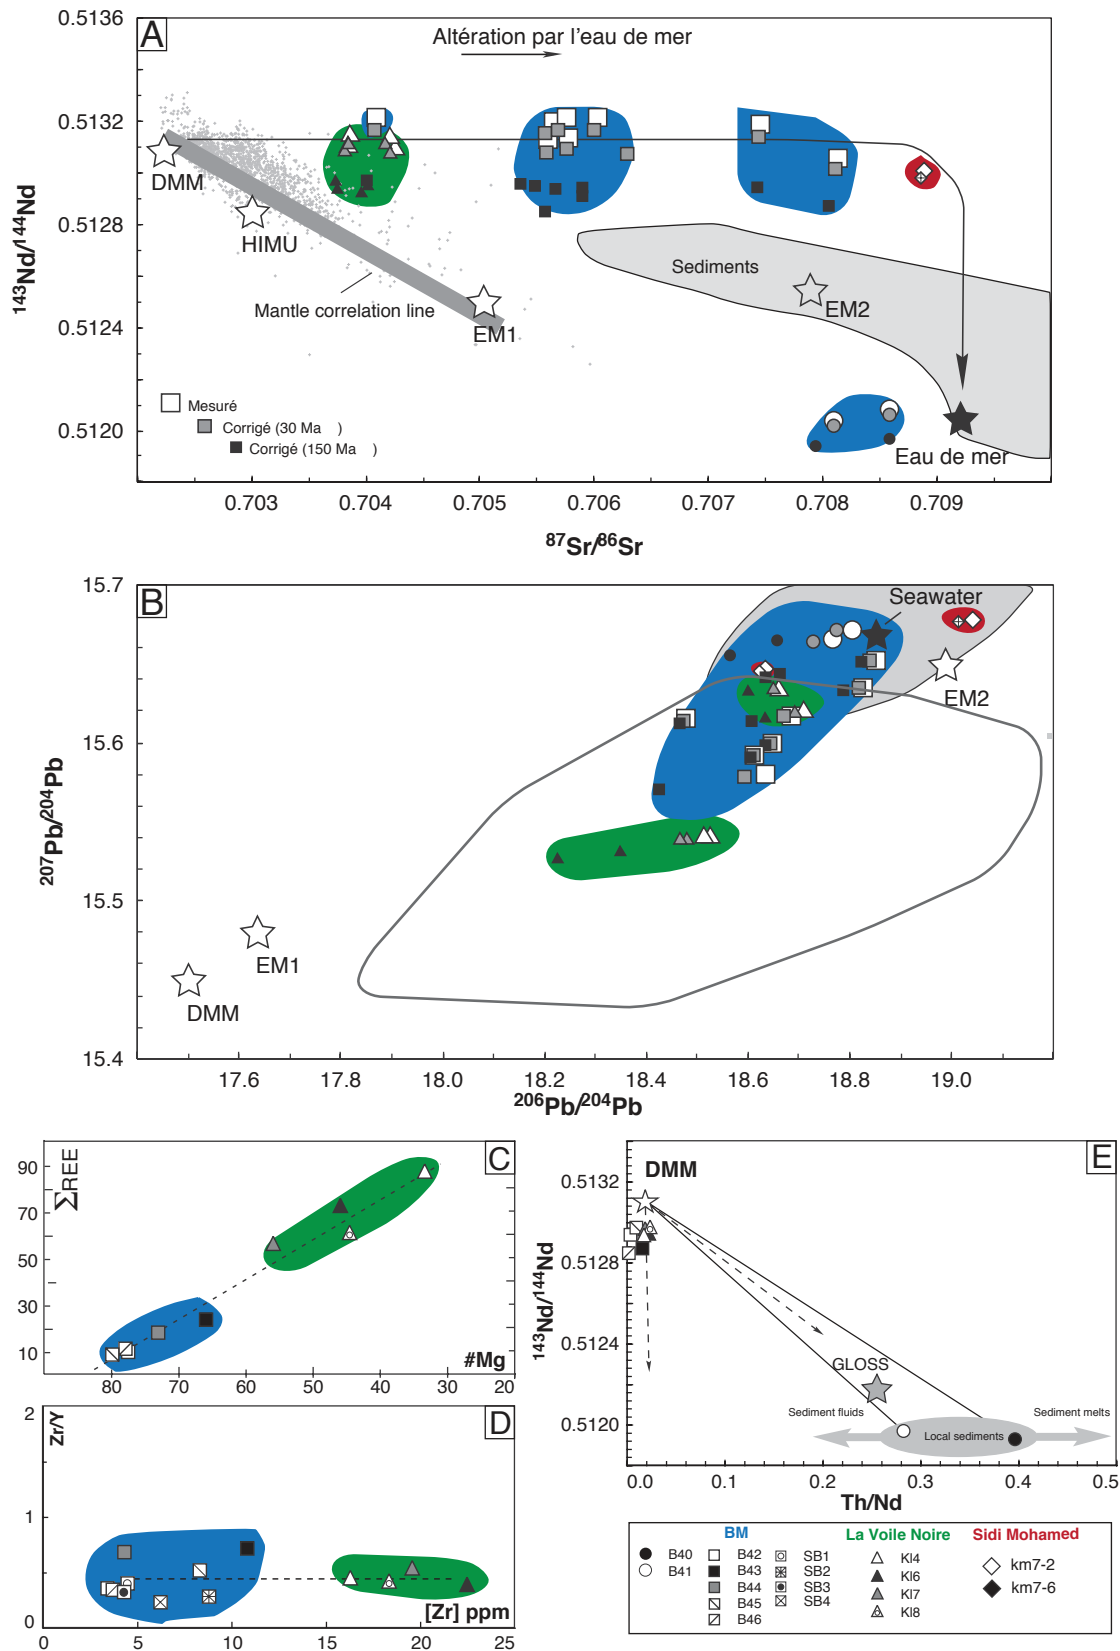 A
Altération par l'eau de mer
0.5136
0.5132
0.5128
0.5124
0.5120
143Nd/144Nd
DMM
HIMU
Mantle correlation line
EM1
Sediments
EM2
Eau de mer
Mesuré
Corrigé (30 Ma )
Corrigé (150 Ma )
0.703 0.704 0.705 0.706 0.707 0.708 0.709
87Sr/86Sr
B
15.7
15.6
15.5
15.4
207Pb/204Pb
Seawater
EM2
EM1
DMM
17.6 17.8 18.0 18.2 18.4 18.6 18.8 19.0
206Pb/204Pb
C
ΣREE
90
70
50
30
10
#Mg
80 70 60 50 40 30 20
D
Zr/Y
2
1
0
[Zr] ppm
0 5 10 15 20 25
E
DMM
0.5132
0.5128
0.5124
0.5120
143Nd/144Nd
GLOSS
Sediment fluids
Sediment melts
Local sediments
0.0 0.1 0.2 0.3 0.4 0.5
Th/Nd
BM La Voile Noire Sidi Mohamed
B40 B42 SB1 Kl4 km7-2
B41 B43 SB2 Kl6 km7-6
B44 SB3 Kl7
B45 SB4 Kl8
B46